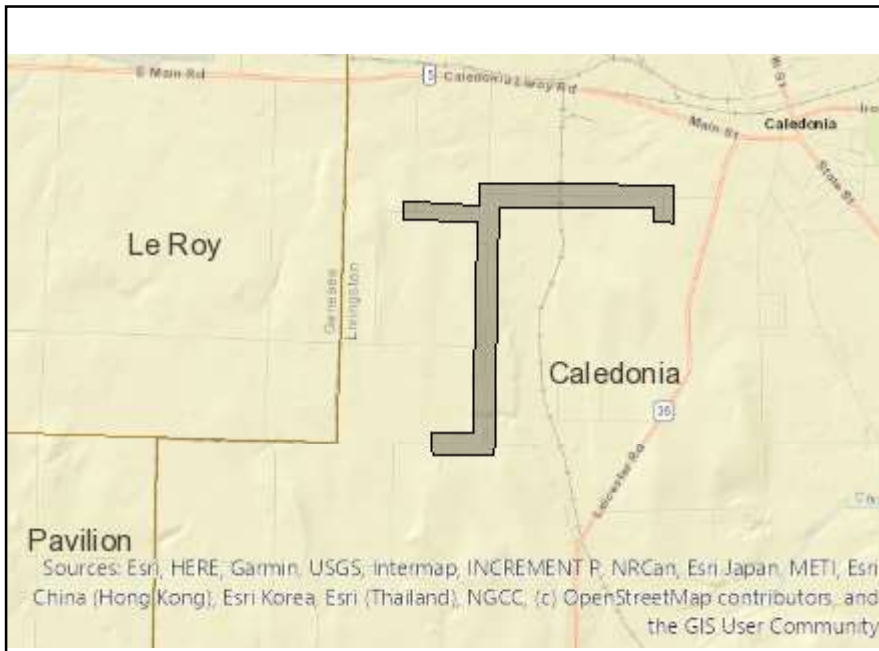 E Main Rd
5
Caledonia Liroy Rd
Main St
W St
Caledonia
State St
Le Roy
Genesee
Livingston
Caledonia
36
Leicester Rd
Pavilion
Sources: Esri, HERE, Garmin, USGS, Intermap, INCREMENT P, NRCan, Esri Japan, METI, Esri
China (Hong Kong), Esri Korea, Esri (Thailand), NGCC, (c) OpenStreetMap contributors, and
the GIS User Community